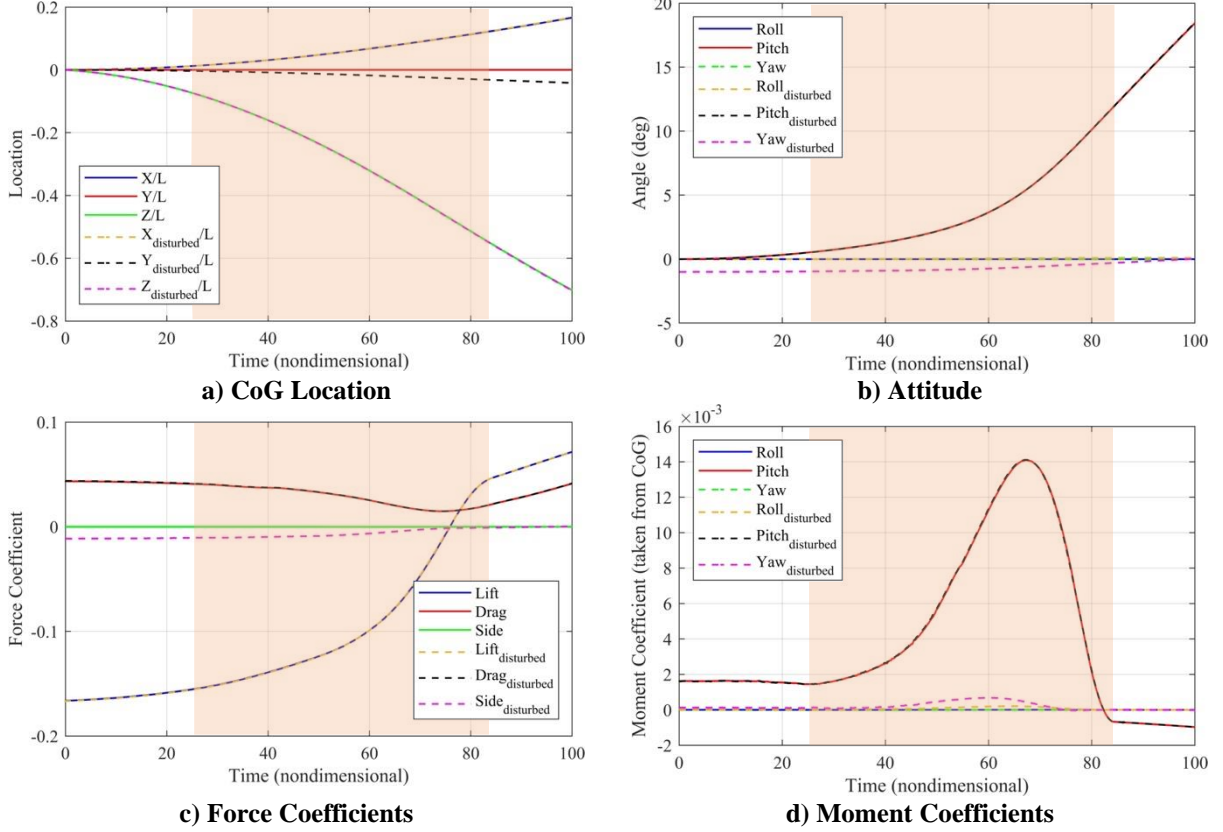 0.2
0
-0.2
-0.4
-0.6
-0.8
Location
X/L
Y/L
Z/L
X_disturbed/L
Y_disturbed/L
Z_disturbed/L
0 20 40 60 80 100
Time (nondimensional)
a) CoG Location
20
15
10
5
0
-5
Angle (deg)
Roll
Pitch
Yaw
Roll_disturbed
Pitch_disturbed
Yaw_disturbed
0 20 40 60 80 100
Time (nondimensional)
b) Attitude
0.1
0
-0.1
-0.2
Force Coefficient
Lift
Drag
Side
Lift_disturbed
Drag_disturbed
Side_disturbed
0 20 40 60 80 100
Time (nondimensional)
c) Force Coefficients
×10^-3
16
14
12
10
8
6
4
2
0
-2
Moment Coefficient (taken from CoG)
Roll
Pitch
Yaw
Roll_disturbed
Pitch_disturbed
Yaw_disturbed
0 20 40 60 80 100
Time (nondimensional)
d) Moment Coefficients